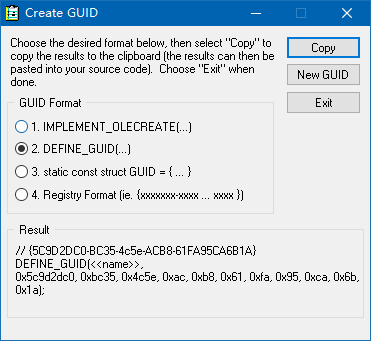 Create GUID
Choose the desired format below, then select "Copy" to
copy the results to the clipboard (the results can then be
pasted into your source code).  Choose "Exit" when
done.
Copy
New GUID
Exit
GUID Format
1. IMPLEMENT_OLECREATE(...)
2. DEFINE_GUID(...)
3. static const struct GUID = { ... }
4. Registry Format (ie. {xxxxxxx-xxxx ... xxxx })
Result
// {5C9D2DC0-BC35-4c5e-ACB8-61FA95CA6B1A}
DEFINE_GUID(<<name>>,
0x5c9d2dc0, 0xbc35, 0x4c5e, 0xac, 0xb8, 0x61, 0xfa, 0x95, 0xca, 0x6b,
0x1a);